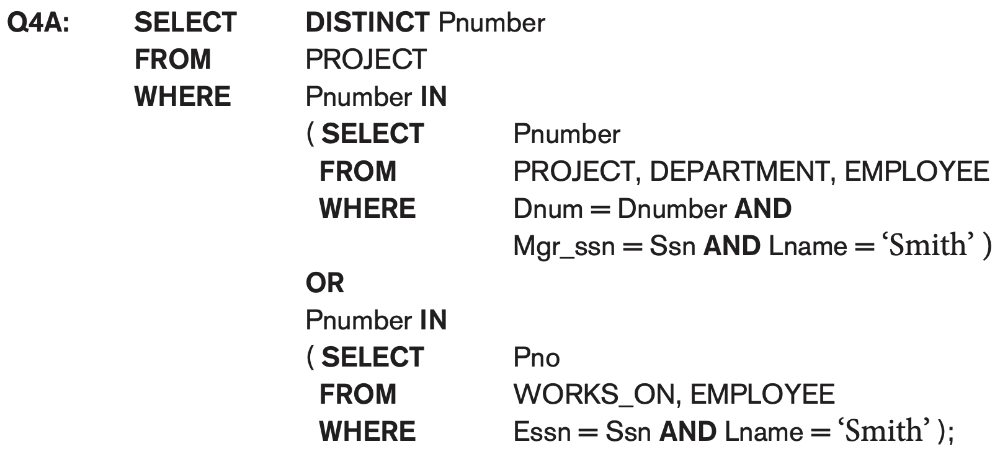 Q4A: SELECT DISTINCT Pnumber
FROM PROJECT
WHERE Pnumber IN
( SELECT Pnumber
FROM PROJECT, DEPARTMENT, EMPLOYEE
WHERE Dnum = Dnumber AND
Mgr_ssn = Ssn AND Lname = ‘Smith’ )
OR
Pnumber IN
( SELECT Pno
FROM WORKS_ON, EMPLOYEE
WHERE Essn = Ssn AND Lname = ‘Smith’ );